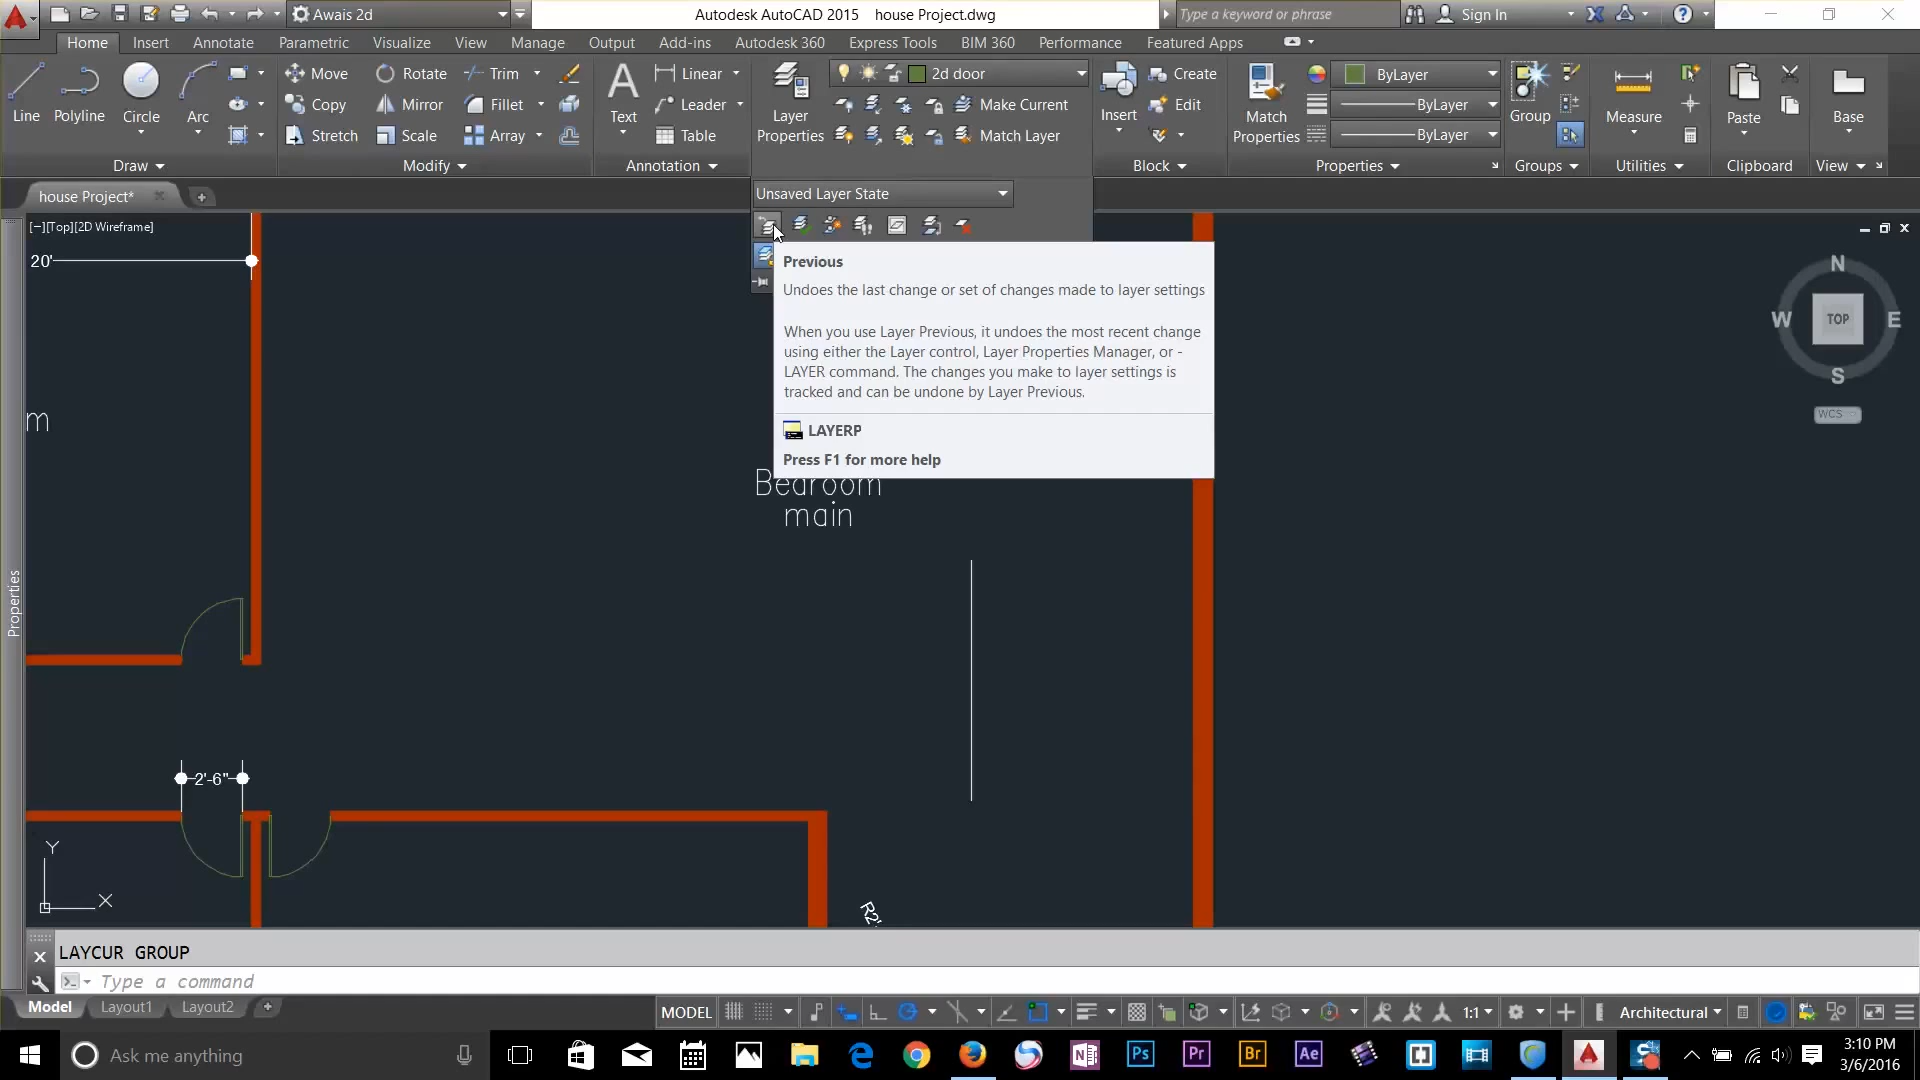 Awais 2d
Autodesk AutoCAD 2015 house Project.dwg
Type a keyword or phrase
Sign In
Home Insert Annotate Parametric Visualize View Manage Output Add-ins Autodesk 360 Express Tools BIM 360 Performance Featured Apps
Line Polyline Circle Arc
Draw
Move Rotate Trim
Copy Mirror Fillet
Stretch Scale Array
Modify
Text
Linear
Leader
Table
Annotation
Layer
Properties
2d door
Make Current
Match Layer
Insert
Create
Edit
Block
Match
Properties
ByLayer
ByLayer
ByLayer
Properties
Group
Groups
Measure
Utilities
Paste
Clipboard
Base
View
house Project*
Unsaved Layer State
[−][Top][2D Wireframe]
20'
Previous
Undoes the last change or set of changes made to layer settings
When you use Layer Previous, it undoes the most recent change
using either the Layer control, Layer Properties Manager, or -
LAYER command. The changes you make to layer settings is
tracked and can be undone by Layer Previous.
LAYERP
Press F1 for more help
N
W TOP E
S
WCS
m
Bedroom
main
Properties
2'-6"
Y
X
R2'
LAYCUR GROUP
Type a command
Model Layout1 Layout2
MODEL
1:1
Architectural
Ask me anything
N
Ps
Pr
Br
Ae
3:10 PM
3/6/2016